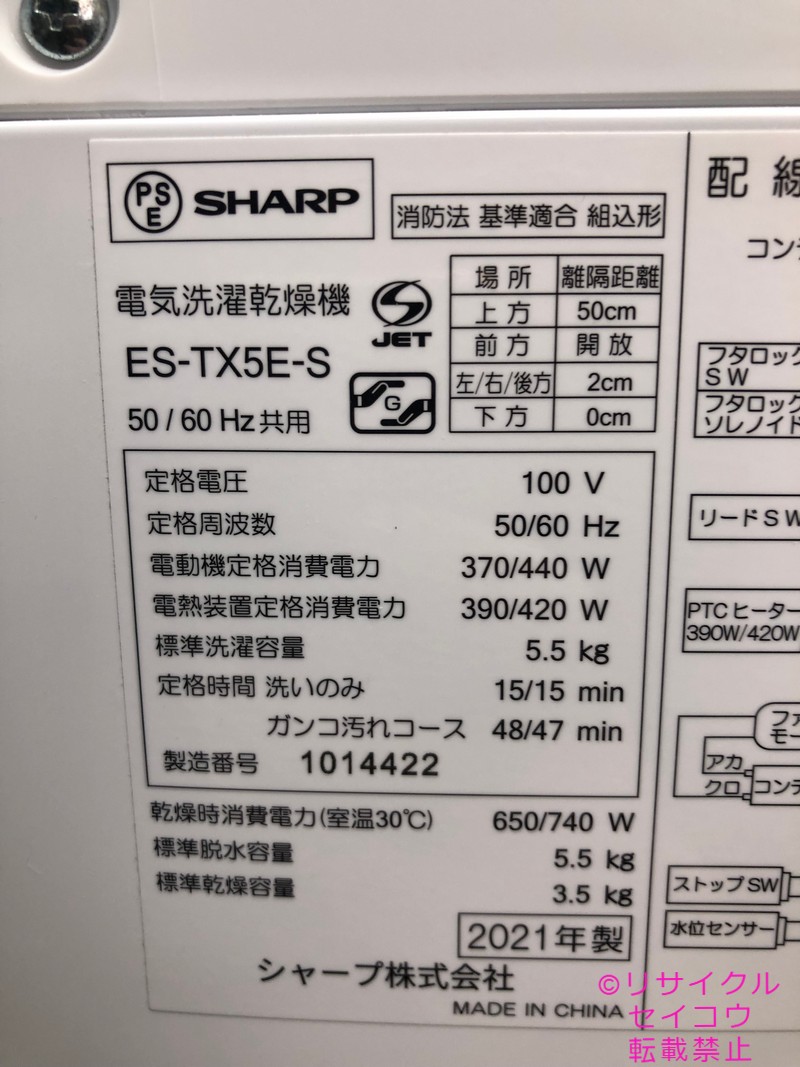 PSE SHARP
消防法 基準適合 組込形
電気洗濯乾燥機
JET
ES-TX5E-S
G
50/60 Hz共用
場所 離隔距離
上方 50cm
前方 開放
左/右/後方 2cm
下方 0cm
定格電圧 100 V
定格周波数 50/60 Hz
電動機定格消費電力 370/440 W
電熱装置定格消費電力 390/420 W
標準洗濯容量 5.5 kg
定格時間 洗いのみ 15/15 min
ガンコ汚れコース 48/47 min
製造番号 1014422
乾燥時消費電力(室温30℃) 650/740 W
標準脱水容量 5.5 kg
標準乾燥容量 3.5 kg
2021年製
シャープ株式会社
MADE IN CHINA
配線
コン
フタロック
SW
フタロック
ソレノイド
リードSW
PTCヒーター
390W/420W
ファ
モー
アカ
クロ
コンデ
ストップSW
水位センサー
©リサイクル
セイコウ
転載禁止